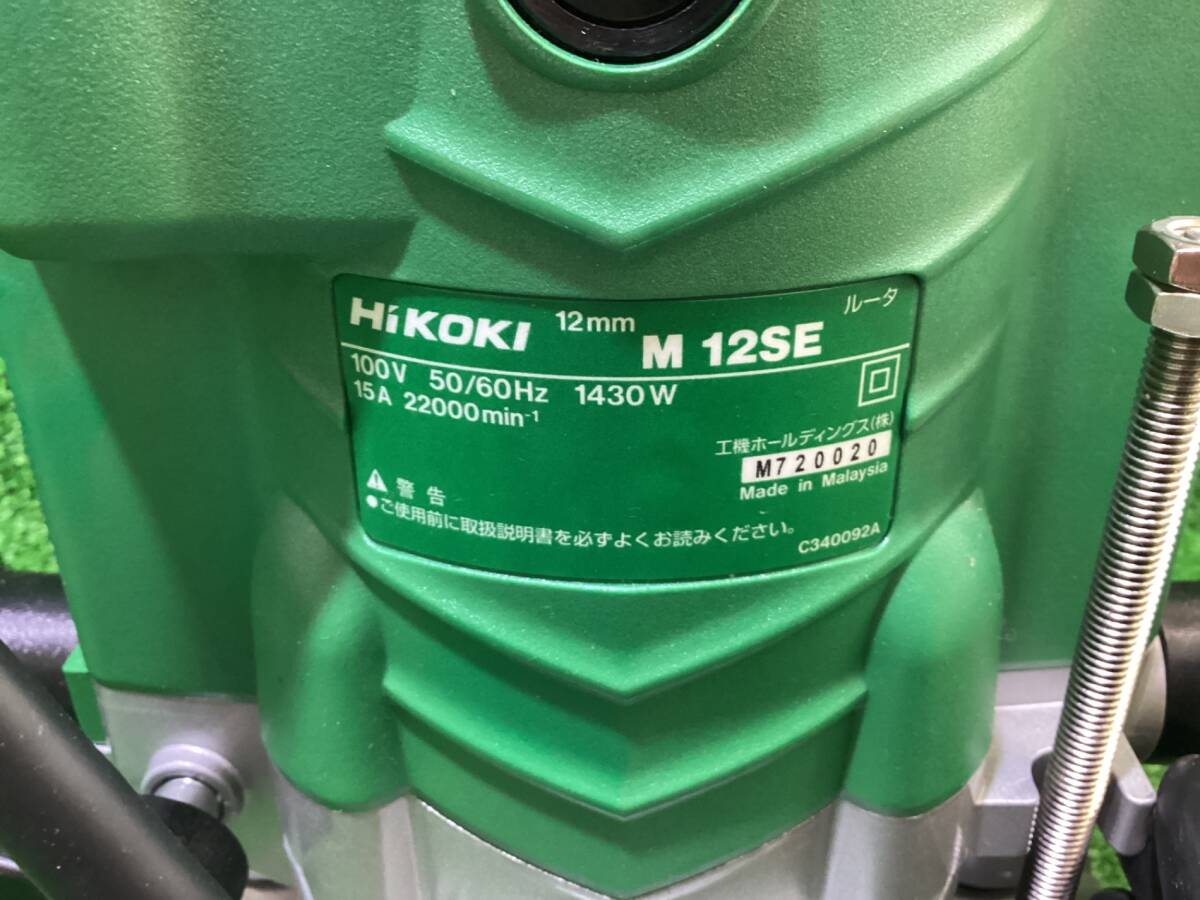 HiKOKI 12mm M 12SE ルータ
100V 50/60Hz 1430W
15A 22000min-1
工機ホールディングス(株)
M720020
Made in Malaysia
警告
●ご使用前に取扱説明書を必ずよくお読みください。
C340092A